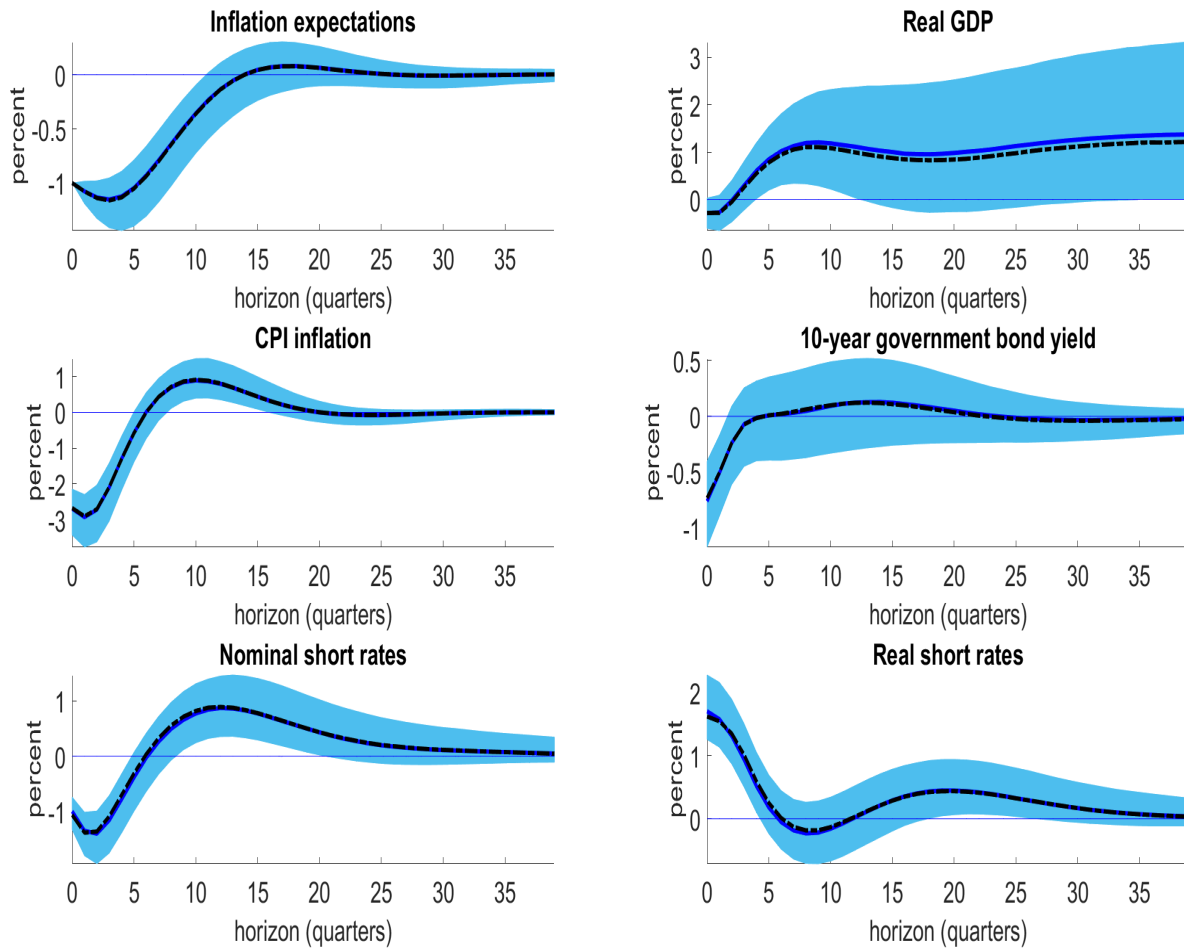 Inflation expectations
percent
0
-0.5
-1
0 5 10 15 20 25 30 35
horizon (quarters)
Real GDP
percent
3
2
1
0
0 5 10 15 20 25 30 35
horizon (quarters)
CPI inflation
percent
1
0
-1
-2
-3
0 5 10 15 20 25 30 35
horizon (quarters)
10-year government bond yield
percent
0.5
0
-0.5
-1
0 5 10 15 20 25 30 35
horizon (quarters)
Nominal short rates
percent
1
0
-1
0 5 10 15 20 25 30 35
horizon (quarters)
Real short rates
percent
2
1
0
0 5 10 15 20 25 30 35
horizon (quarters)